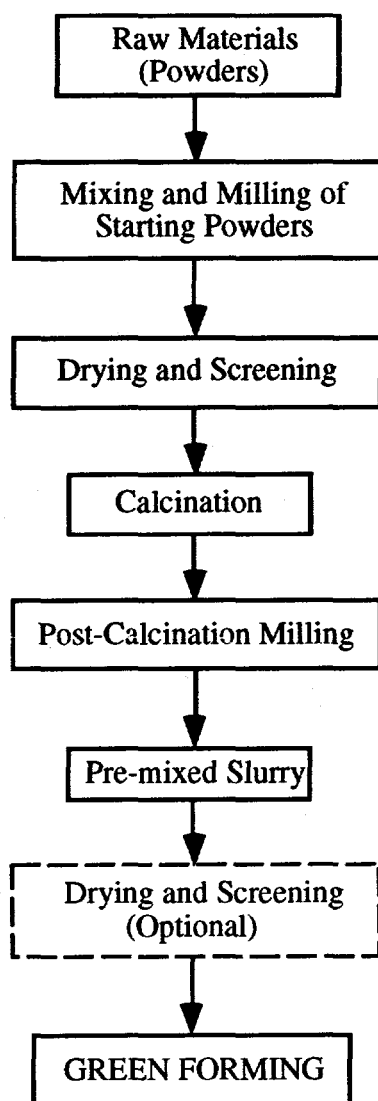 Raw Materials
(Powders)
Mixing and Milling of
Starting Powders
Drying and Screening
Calcination
Post-Calcination Milling
Pre-mixed Slurry
Drying and Screening
(Optional)
GREEN FORMING